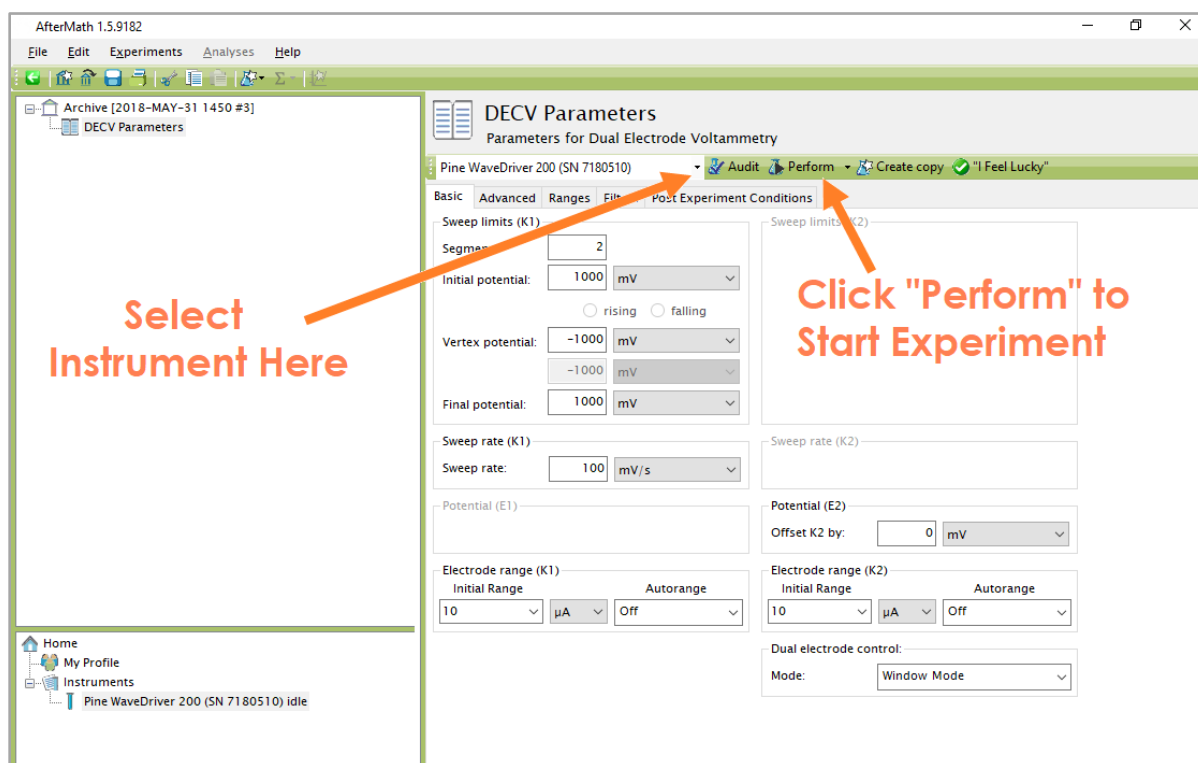 AfterMath 1.5.9182
File Edit Experiments Analyses Help
Archive [2018-MAY-31 1450 #3]
DECV Parameters
Home
My Profile
Instruments
Pine WaveDriver 200 (SN 7180510) idle
DECV Parameters
Parameters for Dual Electrode Voltammetry
Pine WaveDriver 200 (SN 7180510) Audit Perform Create copy "I Feel Lucky"
Basic Advanced Ranges Post Experiment Conditions
Sweep limits (K1)
2
Initial potential: 1000 mV
rising falling
Vertex potential: -1000 mV
-1000 mV
Final potential: 1000 mV
Sweep rate (K1)
Sweep rate: 100 mV/s
Potential (E1)
Electrode range (K1)
Initial Range Autorange
10 µA Off
Sweep limits (K2)
Sweep rate (K2)
Potential (E2)
Offset K2 by: 0 mV
Electrode range (K2)
Initial Range Autorange
10 µA Off
Dual electrode control:
Mode: Window Mode
Select
Instrument Here
Click "Perform" to
Start Experiment